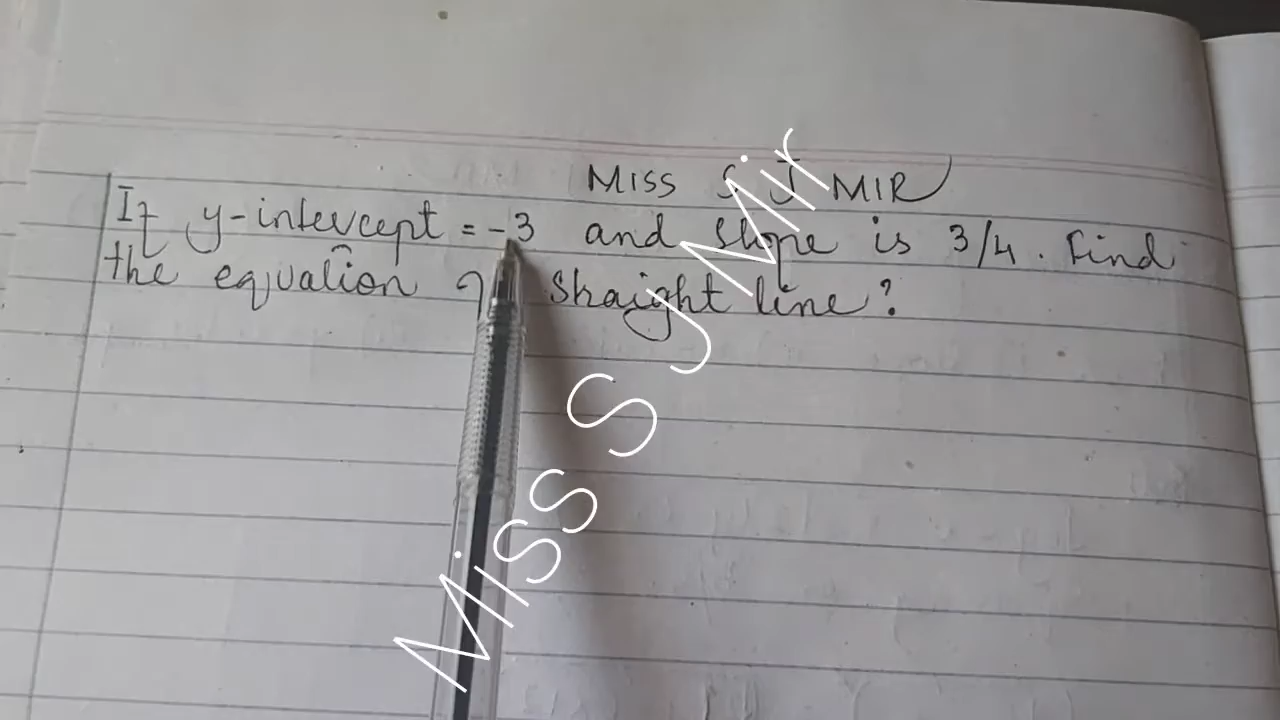 MISS S J MIR
If y-intercept = -3 and slope is 3/4. Find
the equation of straight line?
Miss S J Mir